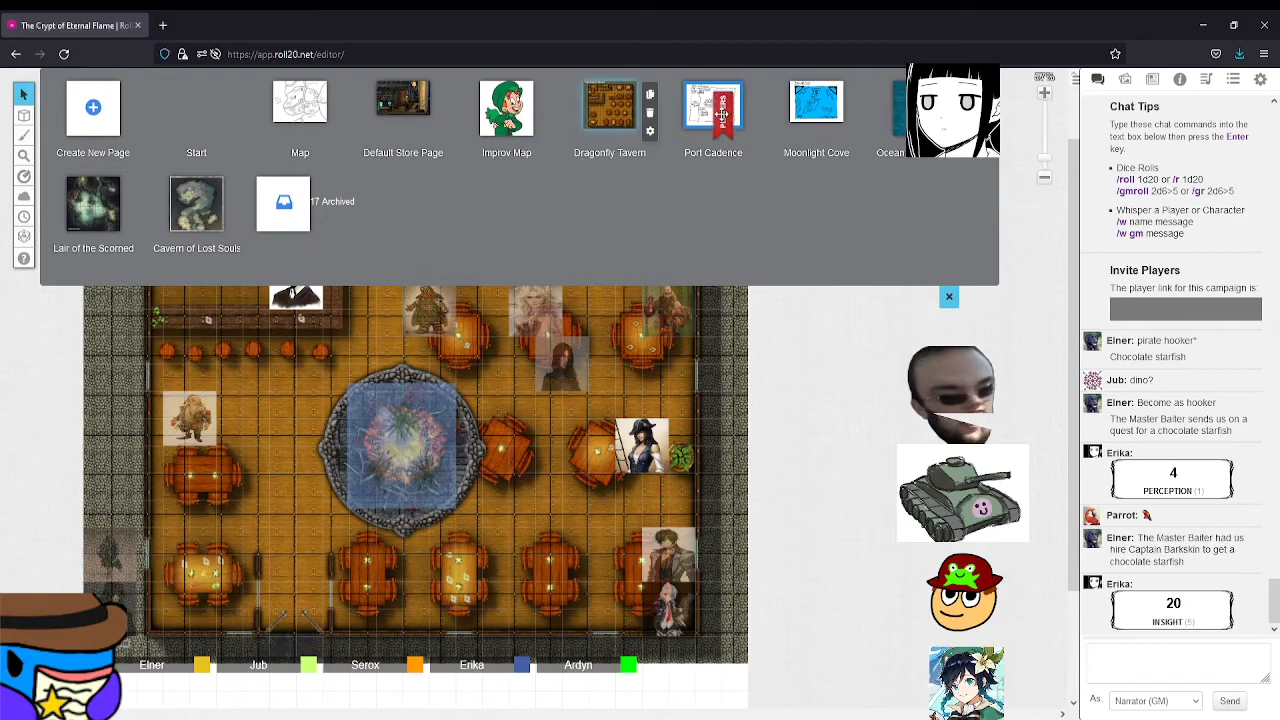 The Crypt of Eternal Flame | Rol
https://app.roll20.net/editor/
Create New Page
Start
Map
Default Store Page
Improv Map
Dragonfly Tavern
Port Cadence
Moonlight Cove
Ocean
PLAYERS
Lair of the Scorned
Cavern of Lost Souls
17 Archived
Chat Tips
Type these chat commands into the
text box below then press the Enter
key.
Dice Rolls
/roll 1d20 or /r 1d20
/gmroll 2d6>5 or /gr 2d6>5
Whisper a Player or Character
/w name message
/w gm message
Invite Players
The player link for this campaign is:
Elner: pirate hooker*
Chocolate starfish
Jub: dino?
Elner: Become as hooker
The Master Baiter sends us on a
quest for a chocolate starfish
Erika:
4
PERCEPTION (1)
Parrot:
Elner: The Master Baiter had us
hire Captain Barkskin to get a
chocolate starfish
Erika:
20
INSIGHT (5)
As:
Narrator (GM)
Send
Elner
Jub
Serox
Erika
Ardyn